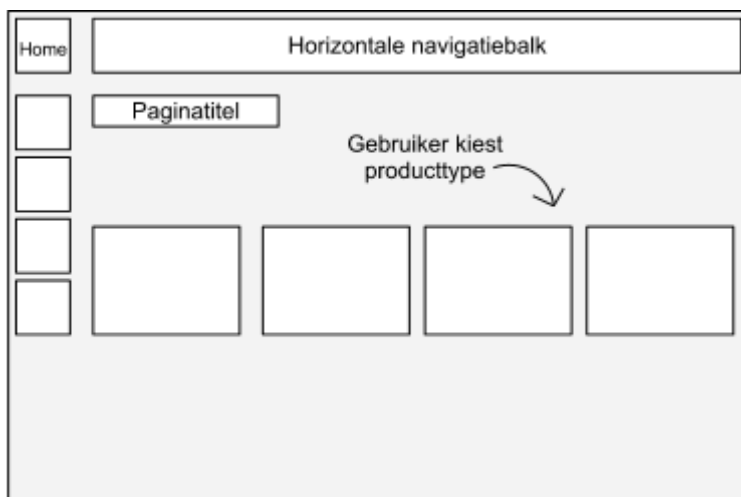 Home
Horizontale navigatiebalk
Paginatitel
Gebruiker kiest
producttype